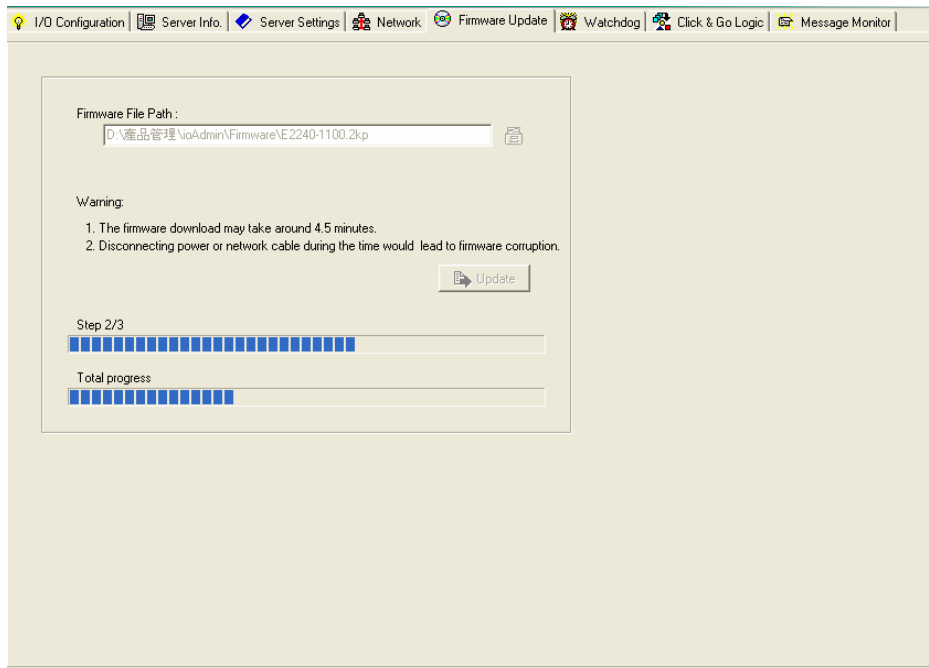 I/O Configuration Server Info. Server Settings Network Firmware Update Watchdog Click & Go Logic Message Monitor
Firmware File Path :
D:\產品管理\ioAdmin\Firmware\E2240-1100.2kp
Warning:
1. The firmware download may take around 4.5 minutes.
2. Disconnecting power or network cable during the time would lead to firmware corruption.
Update
Step 2/3
Total progress